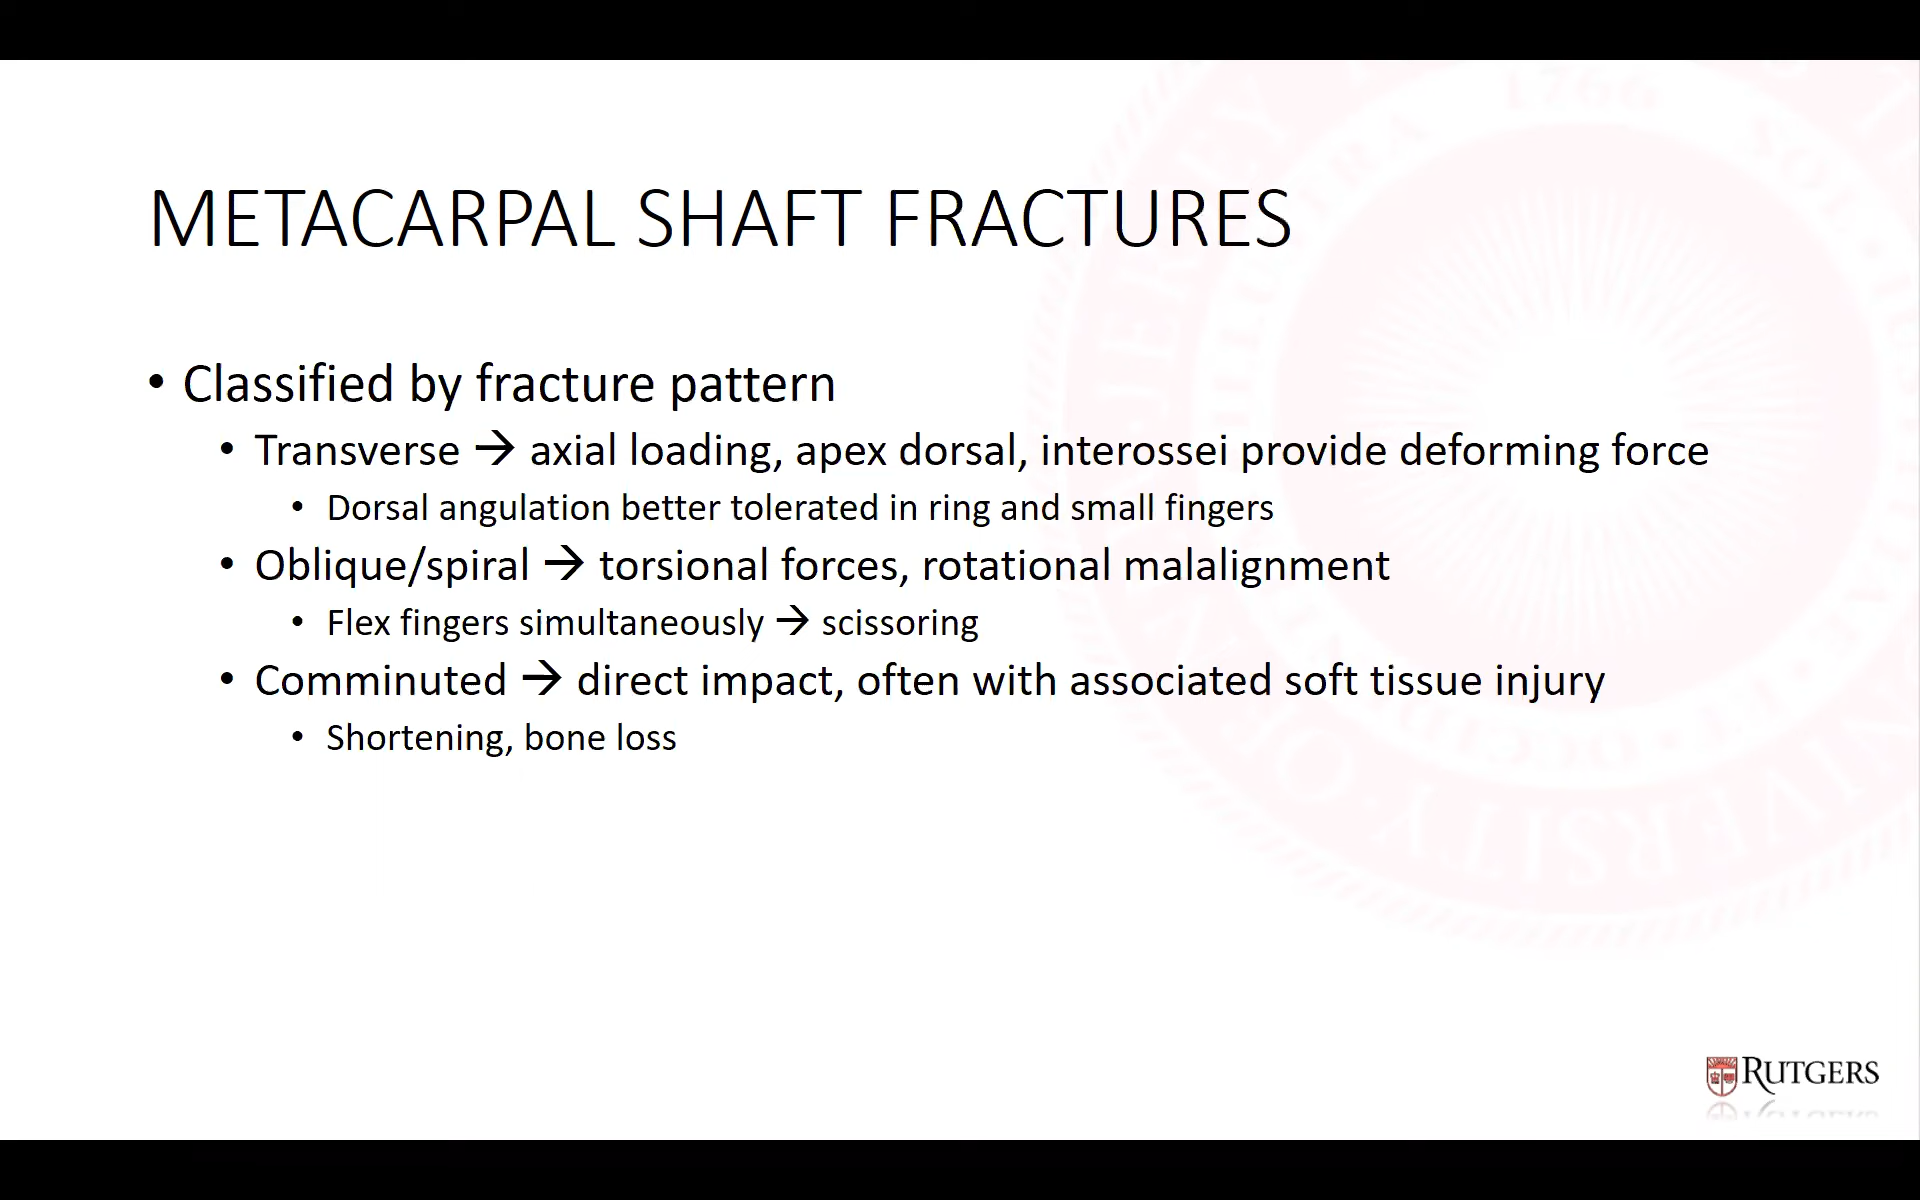 METACARPAL SHAFT FRACTURES
• Classified by fracture pattern
• Transverse → axial loading, apex dorsal, interossei provide deforming force
• Dorsal angulation better tolerated in ring and small fingers
• Oblique/spiral → torsional forces, rotational malalignment
• Flex fingers simultaneously → scissoring
• Comminuted → direct impact, often with associated soft tissue injury
• Shortening, bone loss
RUTGERS
1766